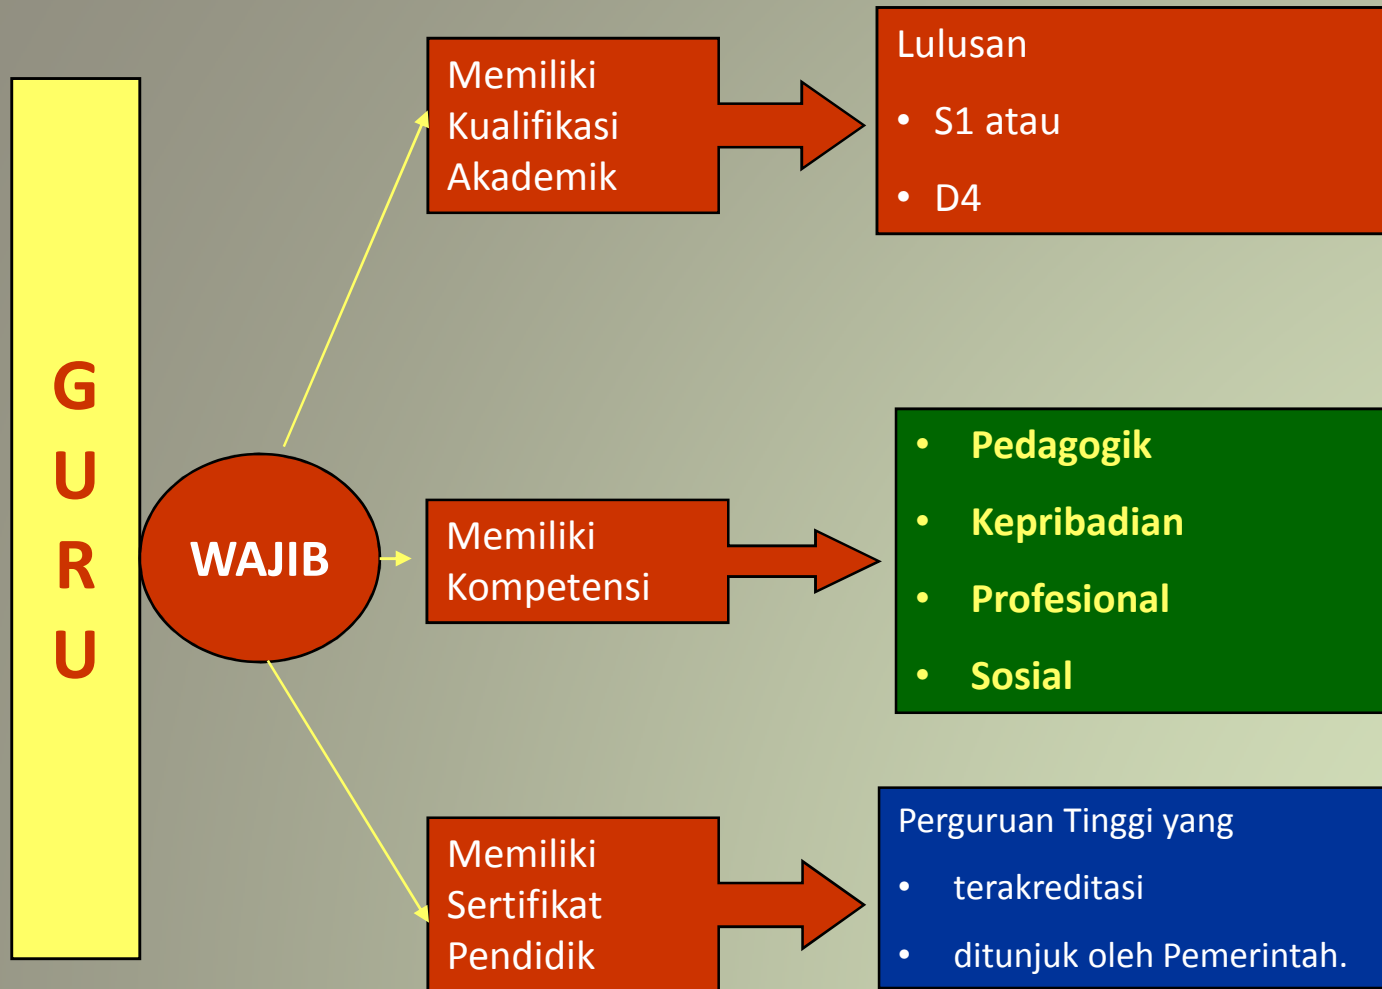 G
U
R
U
WAJIB
Memiliki
Kualifikasi
Akademik
Lulusan
• S1 atau
• D4
Memiliki
Kompetensi
• Pedagogik
• Kepribadian
• Profesional
• Sosial
Memiliki
Sertifikat
Pendidik
Perguruan Tinggi yang
• terakreditasi
• ditunjuk oleh Pemerintah.